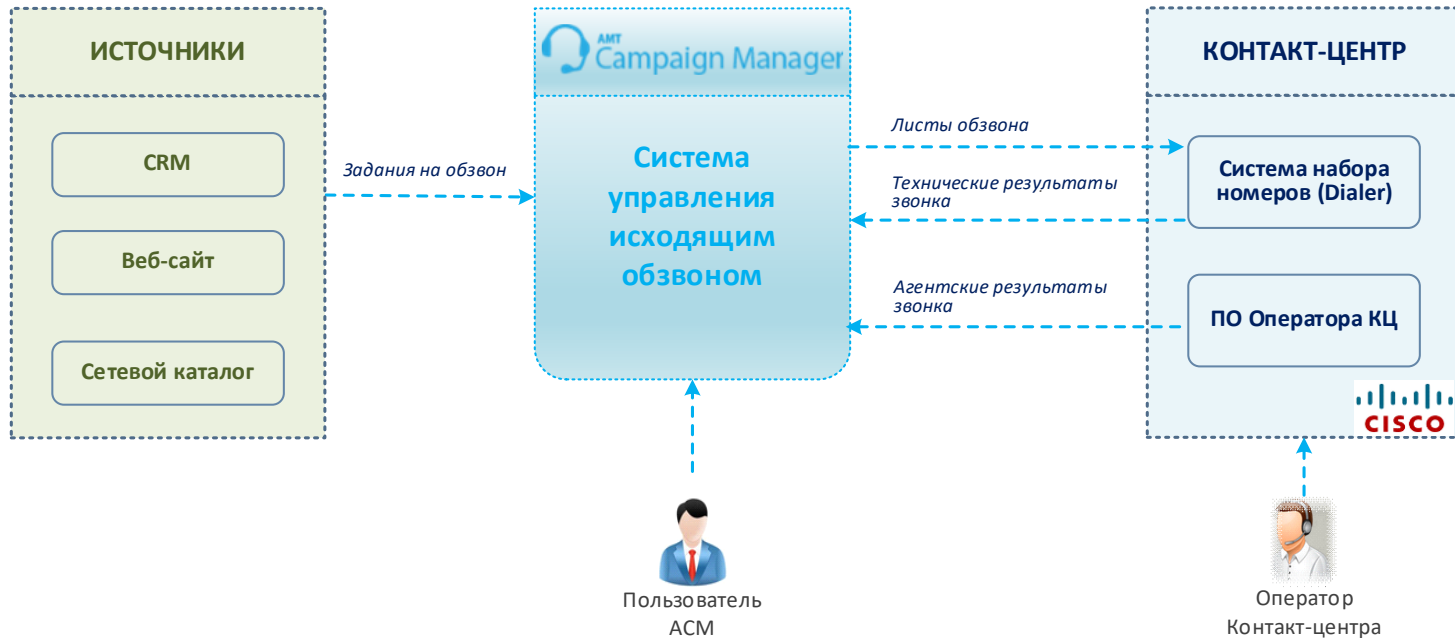 ИСТОЧНИКИ
CRM
Веб-сайт
Сетевой каталог
Задания на обзвон
AMT
Campaign Manager
Система
управления
исходящим
обзвоном
Листы обзвона
Технические результаты
звонка
Агентские результаты
звонка
КОНТАКТ-ЦЕНТР
Система набора
номеров (Dialer)
ПО Оператора КЦ
CISCO
Пользователь
АСМ
Оператор
Контакт-центра